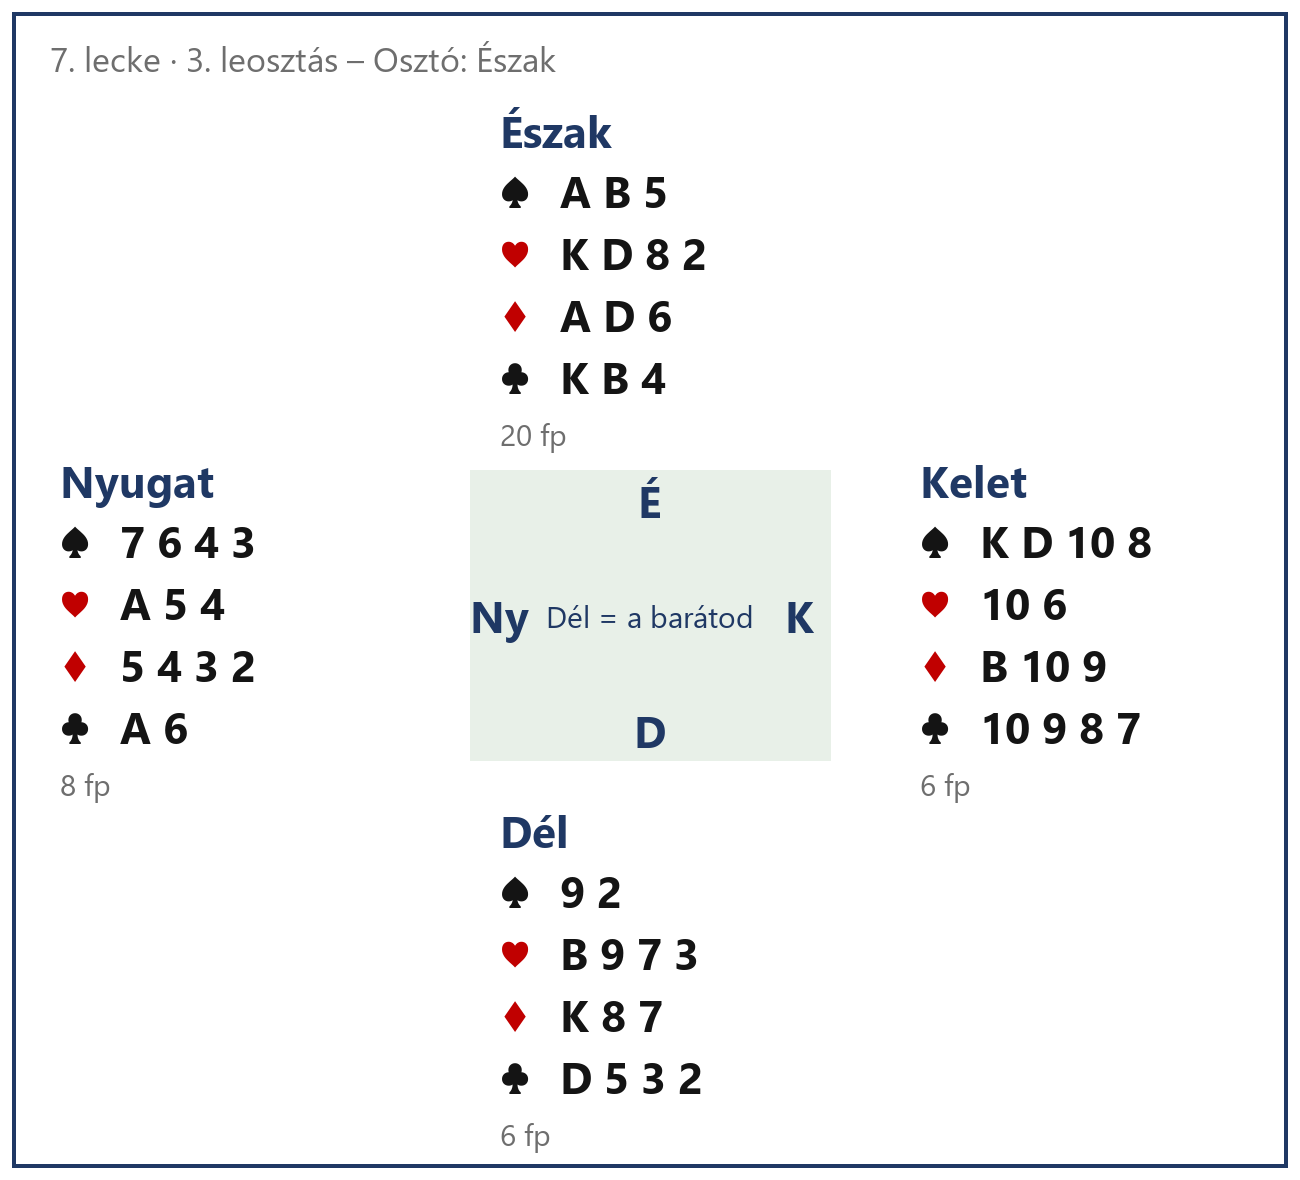 7. lecke · 3. leosztás – Osztó: Észak
Észak
♠ A B 5
♥ K D 8 2
♦ A D 6
♣ K B 4
20 fp
Nyugat
♠ 7 6 4 3
♥ A 5 4
♦ 5 4 3 2
♣ A 6
8 fp
É
Ny Dél = a barátod K
D
Kelet
♠ K D 10 8
♥ 10 6
♦ B 10 9
♣ 10 9 8 7
6 fp
Dél
♠ 9 2
♥ B 9 7 3
♦ K 8 7
♣ D 5 3 2
6 fp